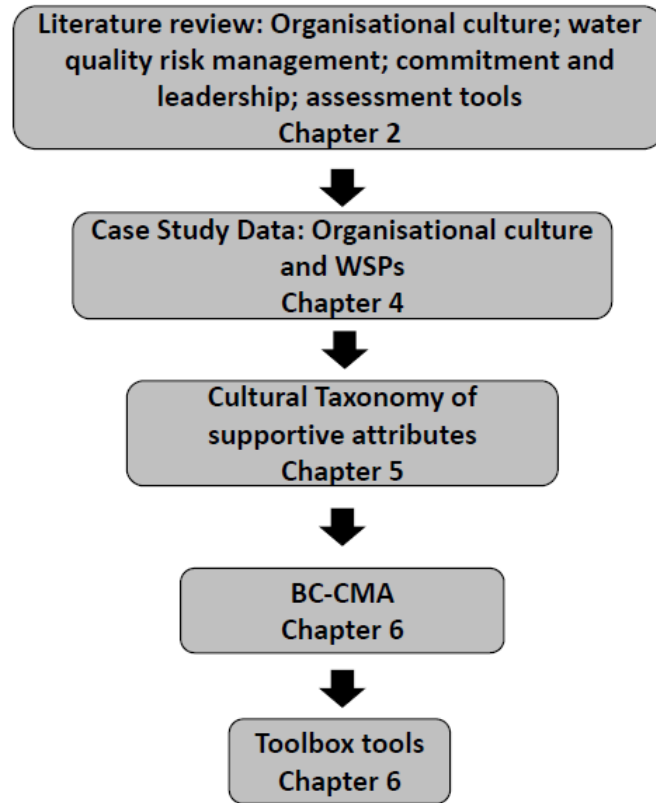 Literature review: Organisational culture; water
quality risk management; commitment and
leadership; assessment tools
Chapter 2
Case Study Data: Organisational culture
and WSPs
Chapter 4
Cultural Taxonomy of
supportive attributes
Chapter 5
BC-CMA
Chapter 6
Toolbox tools
Chapter 6